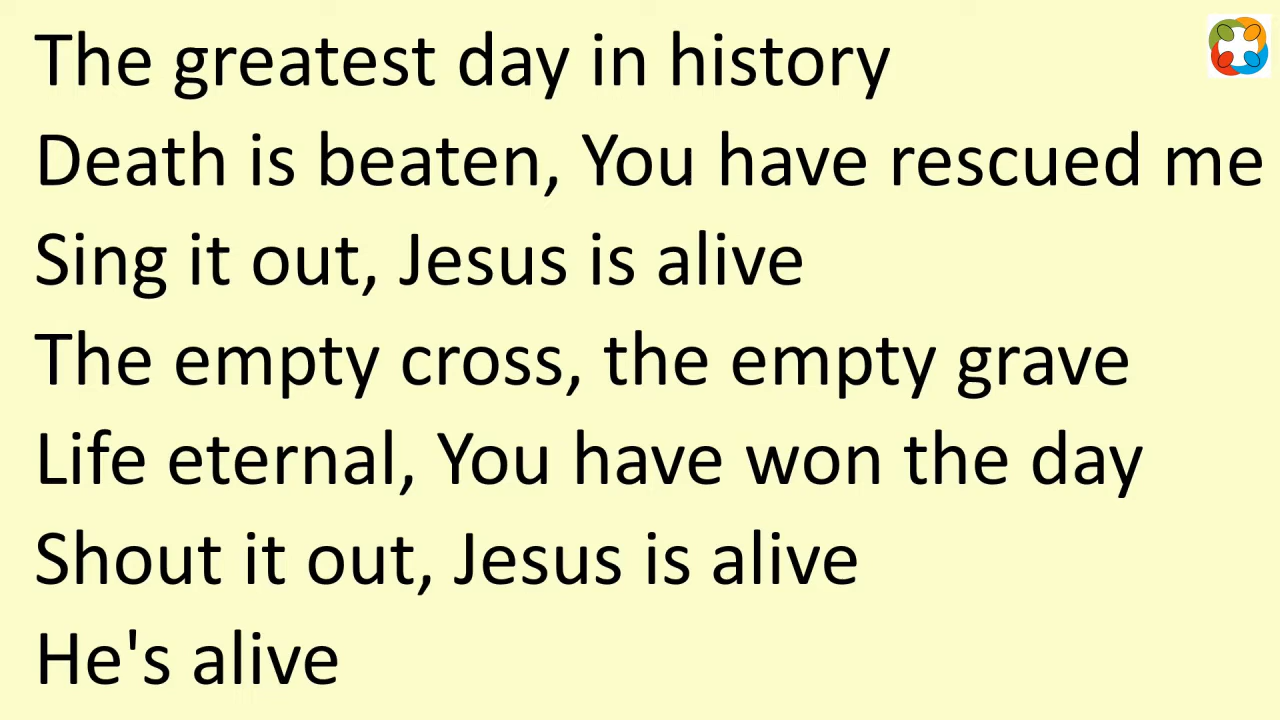 The greatest day in history
Death is beaten, You have rescued me
Sing it out, Jesus is alive
The empty cross, the empty grave
Life eternal, You have won the day
Shout it out, Jesus is alive
He's alive